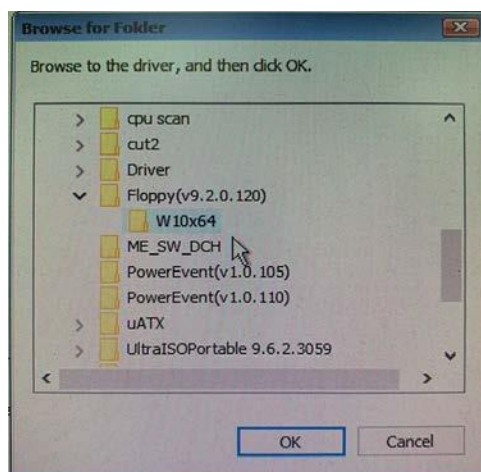 Browse for Folder
Browse to the driver, and then click OK.
cpu scan
cut2
Driver
Floppy(v9.2.0.120)
W10x64
ME_SW_DCH
PowerEvent(v1.0.105)
PowerEvent(v1.0.110)
uATX
UltraISOPortable 9.6.2.3059
OK
Cancel